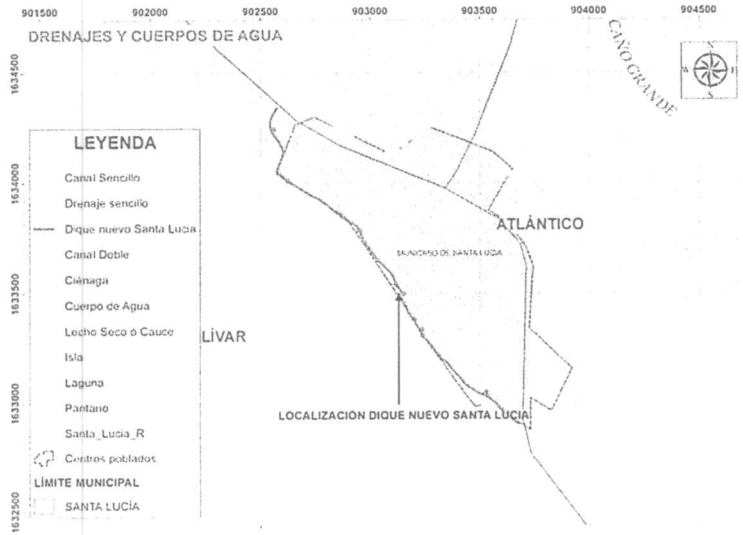 901500 902000 902500 903000 903500 904000 904500
DRENAJES Y CUERPOS DE AGUA
CAÑO GRANDE
N
W E
S
1634500
1634000
1633500
1633000
1632500
LEYENDA
Canal Sencillo
Drenaje sencillo
Dique nuevo Santa Lucia
Canal Doble
Ciénaga
Cuerpo de Agua
Lecho Seco ó Cauce
Isla
Laguna
Pantano
Santa_Lucia_R
Centros poblados
LÍMITE MUNICIPAL
SANTA LUCÍA
LÍVAR
ATLÁNTICO
MUNICIPIO DE SANTA LUCIA
LOCALIZACION DIQUE NUEVO SANTA LUCIA